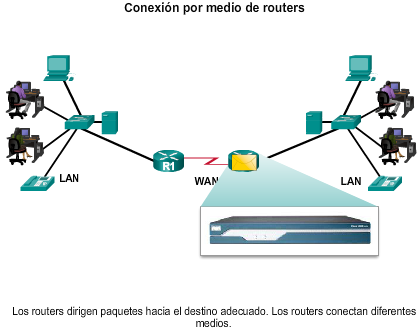 Conexión por medio de routers
LAN
R1
WAN
LAN
Los routers dirigen paquetes hacia el destino adecuado. Los routers conectan diferentes
medios.